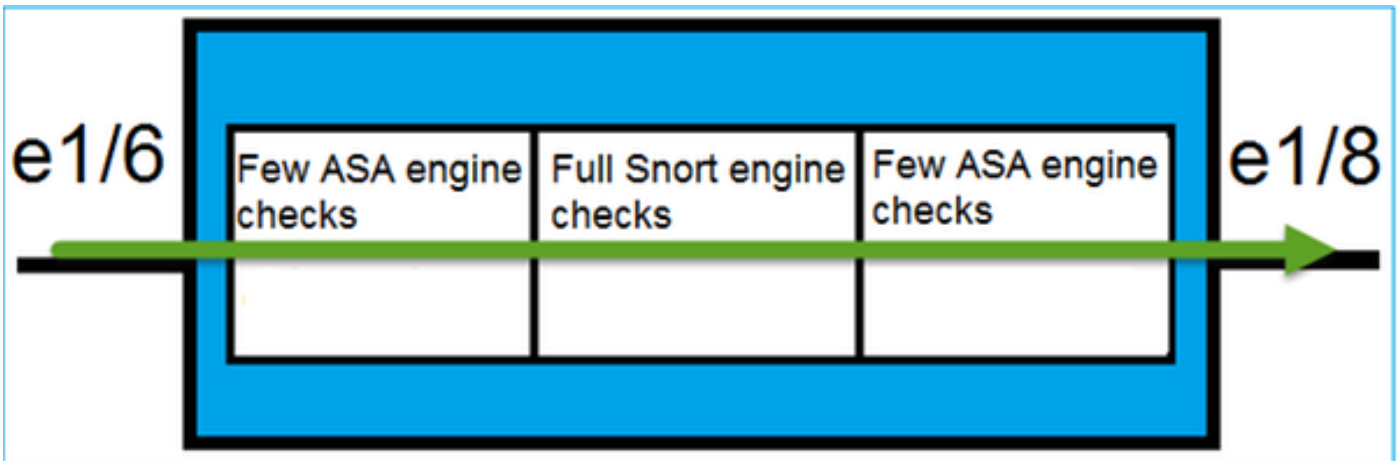 e1/6
Few ASA engine
checks
Full Snort engine
checks
Few ASA engine
checks
e1/8